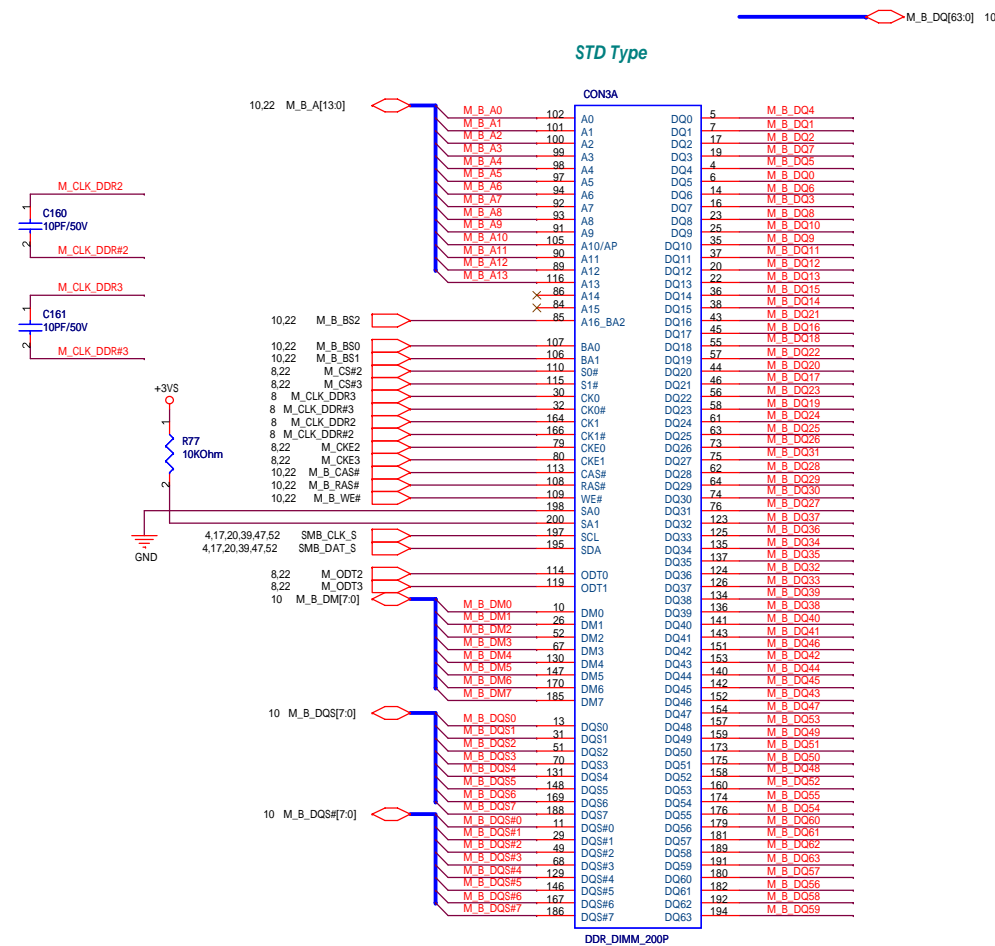 M_B_DQ[63:0] 10
STD Type
CON3A
M_CLK_DDR2
1
C160
10PF/50V
2
M_CLK_DDR#2
M_CLK_DDR3
1
C161
10PF/50V
2
M_CLK_DDR#3
+3VS
1
R77
10KOhm
2
GND
10,22 M_B_A[13:0]
M_B_A0 102 A0
M_B_A1 101 A1
M_B_A2 100 A2
M_B_A3 99 A3
M_B_A4 98 A4
M_B_A5 97 A5
M_B_A6 94 A6
M_B_A7 92 A7
M_B_A8 93 A8
M_B_A9 91 A9
M_B_A10 105 A10/AP
M_B_A11 90 A11
M_B_A12 89 A12
M_B_A13 116 A13
86 A14
84 A15
10,22 M_B_BS2 85 A16_BA2
10,22 M_B_BS0 107 BA0
10,22 M_B_BS1 106 BA1
8,22 M_CS#2 110 S0#
8,22 M_CS#3 115 S1#
8 M_CLK_DDR3 30 CK0
8 M_CLK_DDR#3 32 CK0#
8 M_CLK_DDR2 164 CK1
8 M_CLK_DDR#2 166 CK1#
8,22 M_CKE2 79 CKE0
8,22 M_CKE3 80 CKE1
10,22 M_B_CAS# 113 CAS#
10,22 M_B_RAS# 108 RAS#
10,22 M_B_WE# 109 WE#
198 SA0
200 SA1
4,17,20,39,47,52 SMB_CLK_S 197 SCL
4,17,20,39,47,52 SMB_DAT_S 195 SDA
8,22 M_ODT2 114 ODT0
8,22 M_ODT3 119 ODT1
10 M_B_DM[7:0]
M_B_DM0 10 DM0
M_B_DM1 26 DM1
M_B_DM2 52 DM2
M_B_DM3 67 DM3
M_B_DM4 130 DM4
M_B_DM5 147 DM5
M_B_DM6 170 DM6
M_B_DM7 185 DM7
10 M_B_DQS[7:0]
M_B_DQS0 13 DQS0
M_B_DQS1 31 DQS1
M_B_DQS2 51 DQS2
M_B_DQS3 70 DQS3
M_B_DQS4 131 DQS4
M_B_DQS5 148 DQS5
M_B_DQS6 169 DQS6
M_B_DQS7 188 DQS7
10 M_B_DQS#[7:0]
M_B_DQS#0 11 DQS#0
M_B_DQS#1 29 DQS#1
M_B_DQS#2 49 DQS#2
M_B_DQS#3 68 DQS#3
M_B_DQS#4 129 DQS#4
M_B_DQS#5 146 DQS#5
M_B_DQS#6 167 DQS#6
M_B_DQS#7 186 DQS#7
DQ0 5 M_B_DQ4
DQ1 7 M_B_DQ1
DQ2 17 M_B_DQ2
DQ3 19 M_B_DQ7
DQ4 4 M_B_DQ5
DQ5 6 M_B_DQ0
DQ6 14 M_B_DQ6
DQ7 16 M_B_DQ3
DQ8 23 M_B_DQ8
DQ9 25 M_B_DQ10
DQ10 35 M_B_DQ9
DQ11 37 M_B_DQ11
DQ12 20 M_B_DQ12
DQ13 22 M_B_DQ13
DQ14 36 M_B_DQ15
DQ15 38 M_B_DQ14
DQ16 43 M_B_DQ21
DQ17 45 M_B_DQ16
DQ18 55 M_B_DQ18
DQ19 57 M_B_DQ22
DQ20 44 M_B_DQ20
DQ21 46 M_B_DQ17
DQ22 56 M_B_DQ23
DQ23 58 M_B_DQ19
DQ24 61 M_B_DQ24
DQ25 63 M_B_DQ25
DQ26 73 M_B_DQ26
DQ27 75 M_B_DQ31
DQ28 62 M_B_DQ28
DQ29 64 M_B_DQ29
DQ30 74 M_B_DQ30
DQ31 76 M_B_DQ27
DQ32 123 M_B_DQ37
DQ33 125 M_B_DQ36
DQ34 135 M_B_DQ34
DQ35 137 M_B_DQ35
DQ36 124 M_B_DQ32
DQ37 126 M_B_DQ33
DQ38 134 M_B_DQ39
DQ39 136 M_B_DQ38
DQ40 141 M_B_DQ40
DQ41 143 M_B_DQ41
DQ42 151 M_B_DQ46
DQ43 153 M_B_DQ42
DQ44 140 M_B_DQ44
DQ45 142 M_B_DQ45
DQ46 152 M_B_DQ43
DQ47 154 M_B_DQ47
DQ48 157 M_B_DQ53
DQ49 159 M_B_DQ49
DQ50 173 M_B_DQ51
DQ51 175 M_B_DQ50
DQ52 158 M_B_DQ48
DQ53 160 M_B_DQ52
DQ54 174 M_B_DQ55
DQ55 176 M_B_DQ54
DQ56 179 M_B_DQ60
DQ57 181 M_B_DQ61
DQ58 189 M_B_DQ62
DQ59 191 M_B_DQ63
DQ60 180 M_B_DQ57
DQ61 182 M_B_DQ56
DQ62 192 M_B_DQ58
DQ63 194 M_B_DQ59
DDR_DIMM_200P